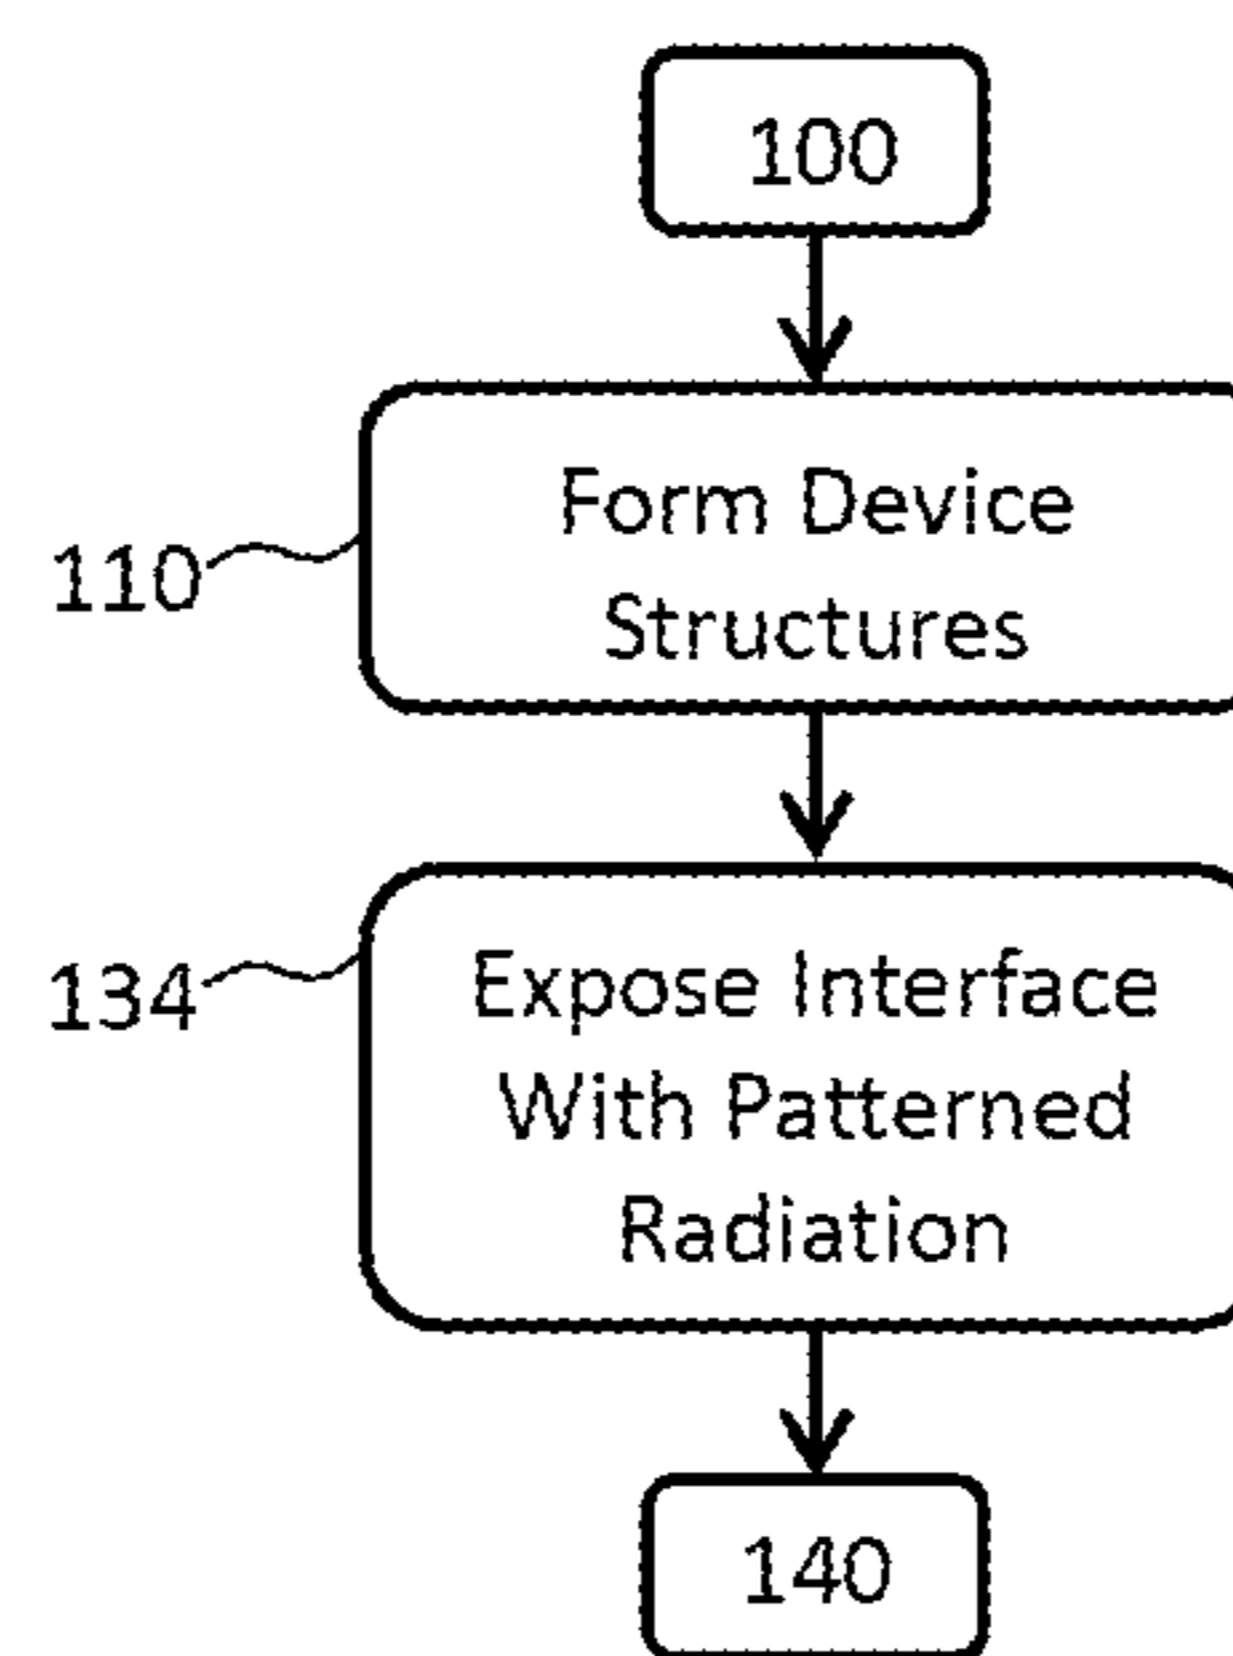 100
110
Form Device
Structures
134
Expose Interface
With Patterned
Radiation
140